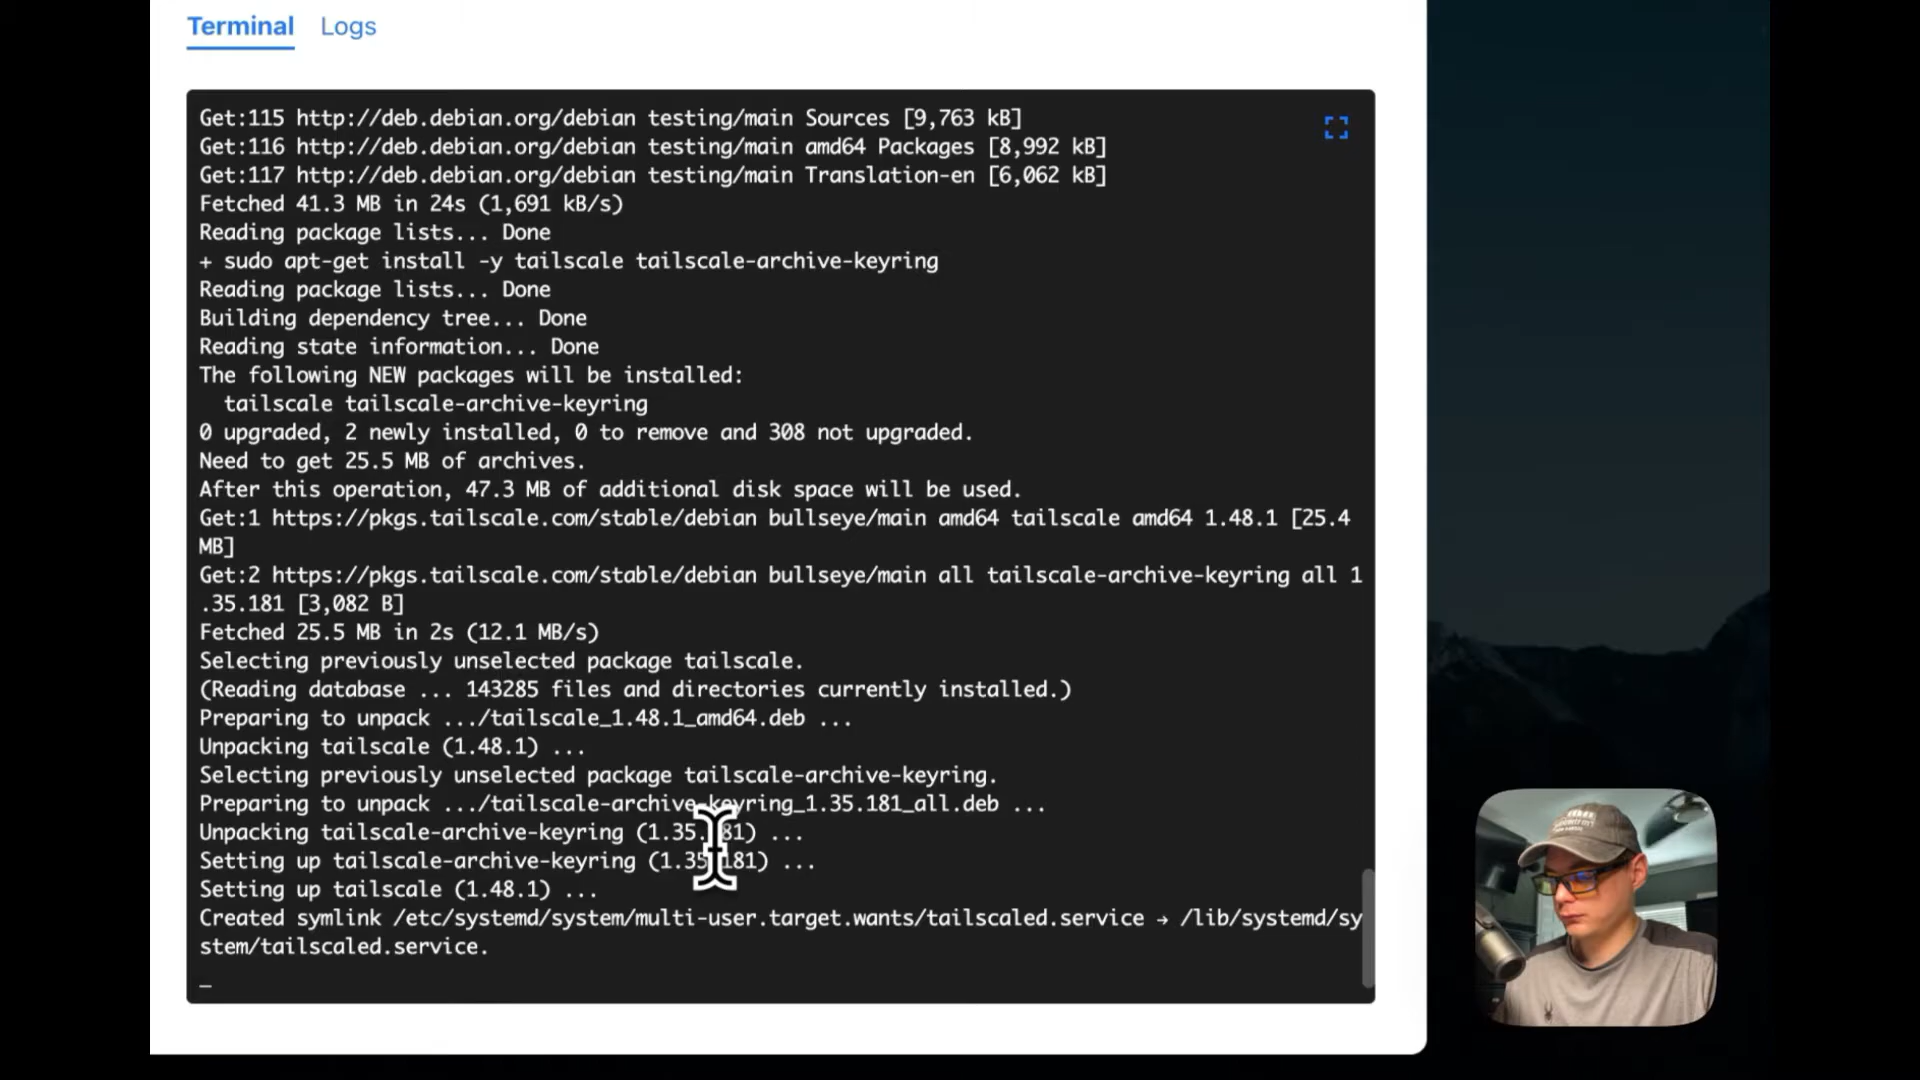 Terminal Logs
Get:115 http://deb.debian.org/debian testing/main Sources [9,763 kB]
Get:116 http://deb.debian.org/debian testing/main amd64 Packages [8,992 kB]
Get:117 http://deb.debian.org/debian testing/main Translation-en [6,062 kB]
Fetched 41.3 MB in 24s (1,691 kB/s)
Reading package lists... Done
+ sudo apt-get install -y tailscale tailscale-archive-keyring
Reading package lists... Done
Building dependency tree... Done
Reading state information... Done
The following NEW packages will be installed:
  tailscale tailscale-archive-keyring
0 upgraded, 2 newly installed, 0 to remove and 308 not upgraded.
Need to get 25.5 MB of archives.
After this operation, 47.3 MB of additional disk space will be used.
Get:1 https://pkgs.tailscale.com/stable/debian bullseye/main amd64 tailscale amd64 1.48.1 [25.4
MB]
Get:2 https://pkgs.tailscale.com/stable/debian bullseye/main all tailscale-archive-keyring all 1
.35.181 [3,082 B]
Fetched 25.5 MB in 2s (12.1 MB/s)
Selecting previously unselected package tailscale.
(Reading database ... 143285 files and directories currently installed.)
Preparing to unpack .../tailscale_1.48.1_amd64.deb ...
Unpacking tailscale (1.48.1) ...
Selecting previously unselected package tailscale-archive-keyring.
Preparing to unpack .../tailscale-archive-keyring_1.35.181_all.deb ...
Unpacking tailscale-archive-keyring (1.35.181) ...
Setting up tailscale-archive-keyring (1.35.181) ...
Setting up tailscale (1.48.1) ...
Created symlink /etc/systemd/system/multi-user.target.wants/tailscaled.service → /lib/systemd/sy
stem/tailscaled.service.